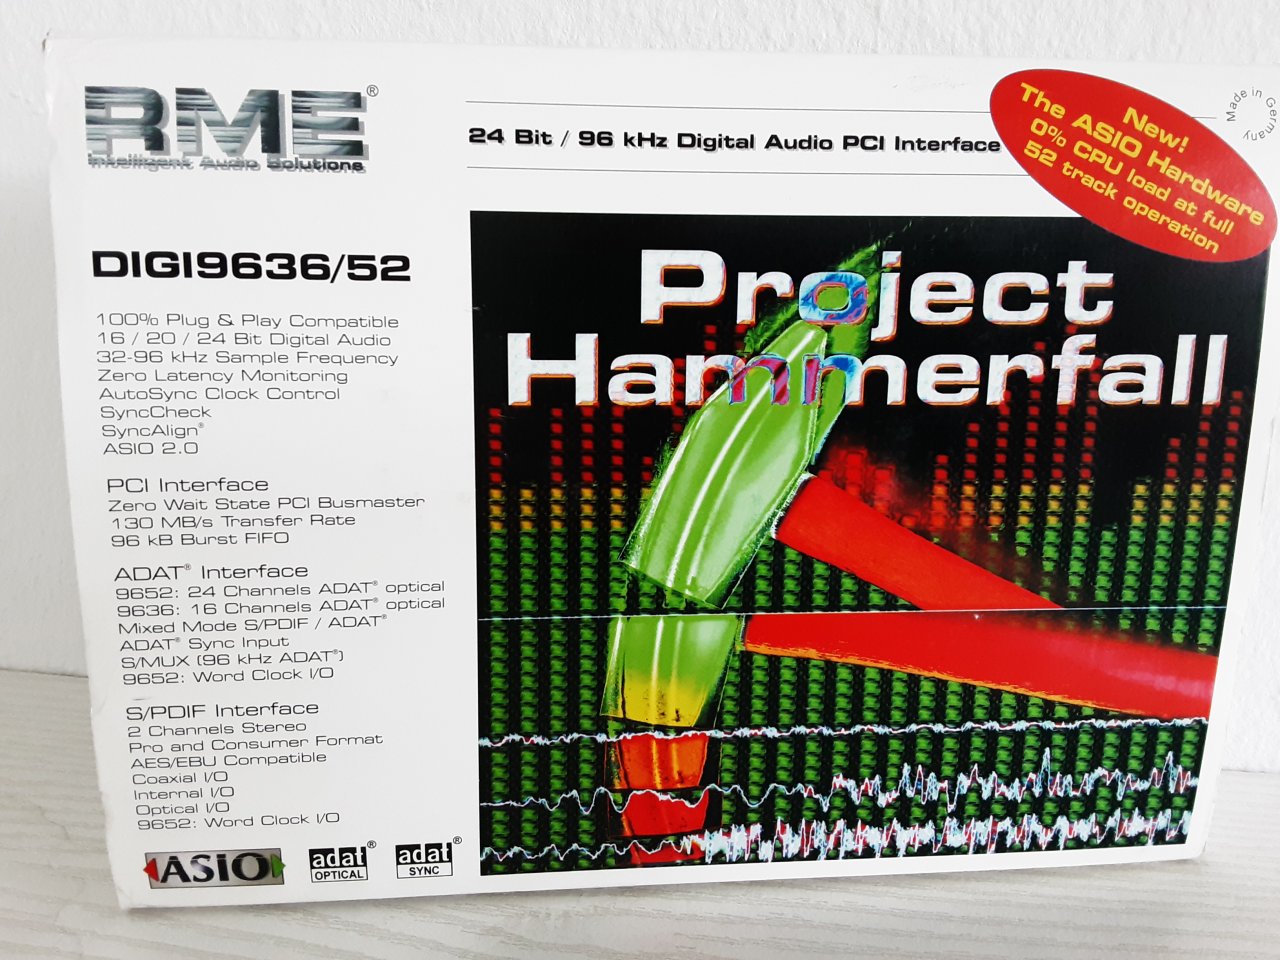 RME®
Intelligent Audio Solutions
24 Bit / 96 kHz Digital Audio PCI Interface
New!
The ASIO Hardware
0% CPU load at full
52 track operation
Made in Germany
DIGI9636/52
100% Plug & Play Compatible
16 / 20 / 24 Bit Digital Audio
32-96 kHz Sample Frequency
Zero Latency Monitoring
AutoSync Clock Control
SyncCheck
SyncAlign®
ASIO 2.0
PCI Interface
Zero Wait State PCI Busmaster
130 MB/s Transfer Rate
96 kB Burst FIFO
ADAT® Interface
9652: 24 Channels ADAT® optical
9636: 16 Channels ADAT® optical
Mixed Mode S/PDIF / ADAT®
ADAT® Sync Input
S/MUX (96 kHz ADAT®)
9652: Word Clock I/O
S/PDIF Interface
2 Channels Stereo
Pro and Consumer Format
AES/EBU Compatible
Coaxial I/O
Internal I/O
Optical I/O
9652: Word Clock I/O
ASIO
adat®
OPTICAL
adat®
SYNC
Project
Hammerfall